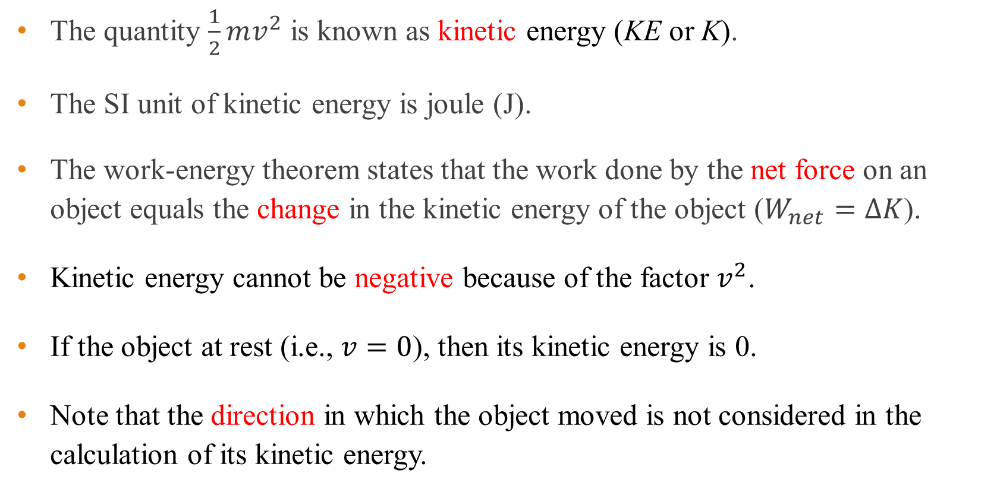 • The quantity \frac{1}{2}mv² is known as kinetic energy (KE or K).
• The SI unit of kinetic energy is joule (J).
• The work-energy theorem states that the work done by the net force on an
object equals the change in the kinetic energy of the object (W_{net} = ΔK).
• Kinetic energy cannot be negative because of the factor v².
• If the object at rest (i.e., v = 0), then its kinetic energy is 0.
• Note that the direction in which the object moved is not considered in the
calculation of its kinetic energy.